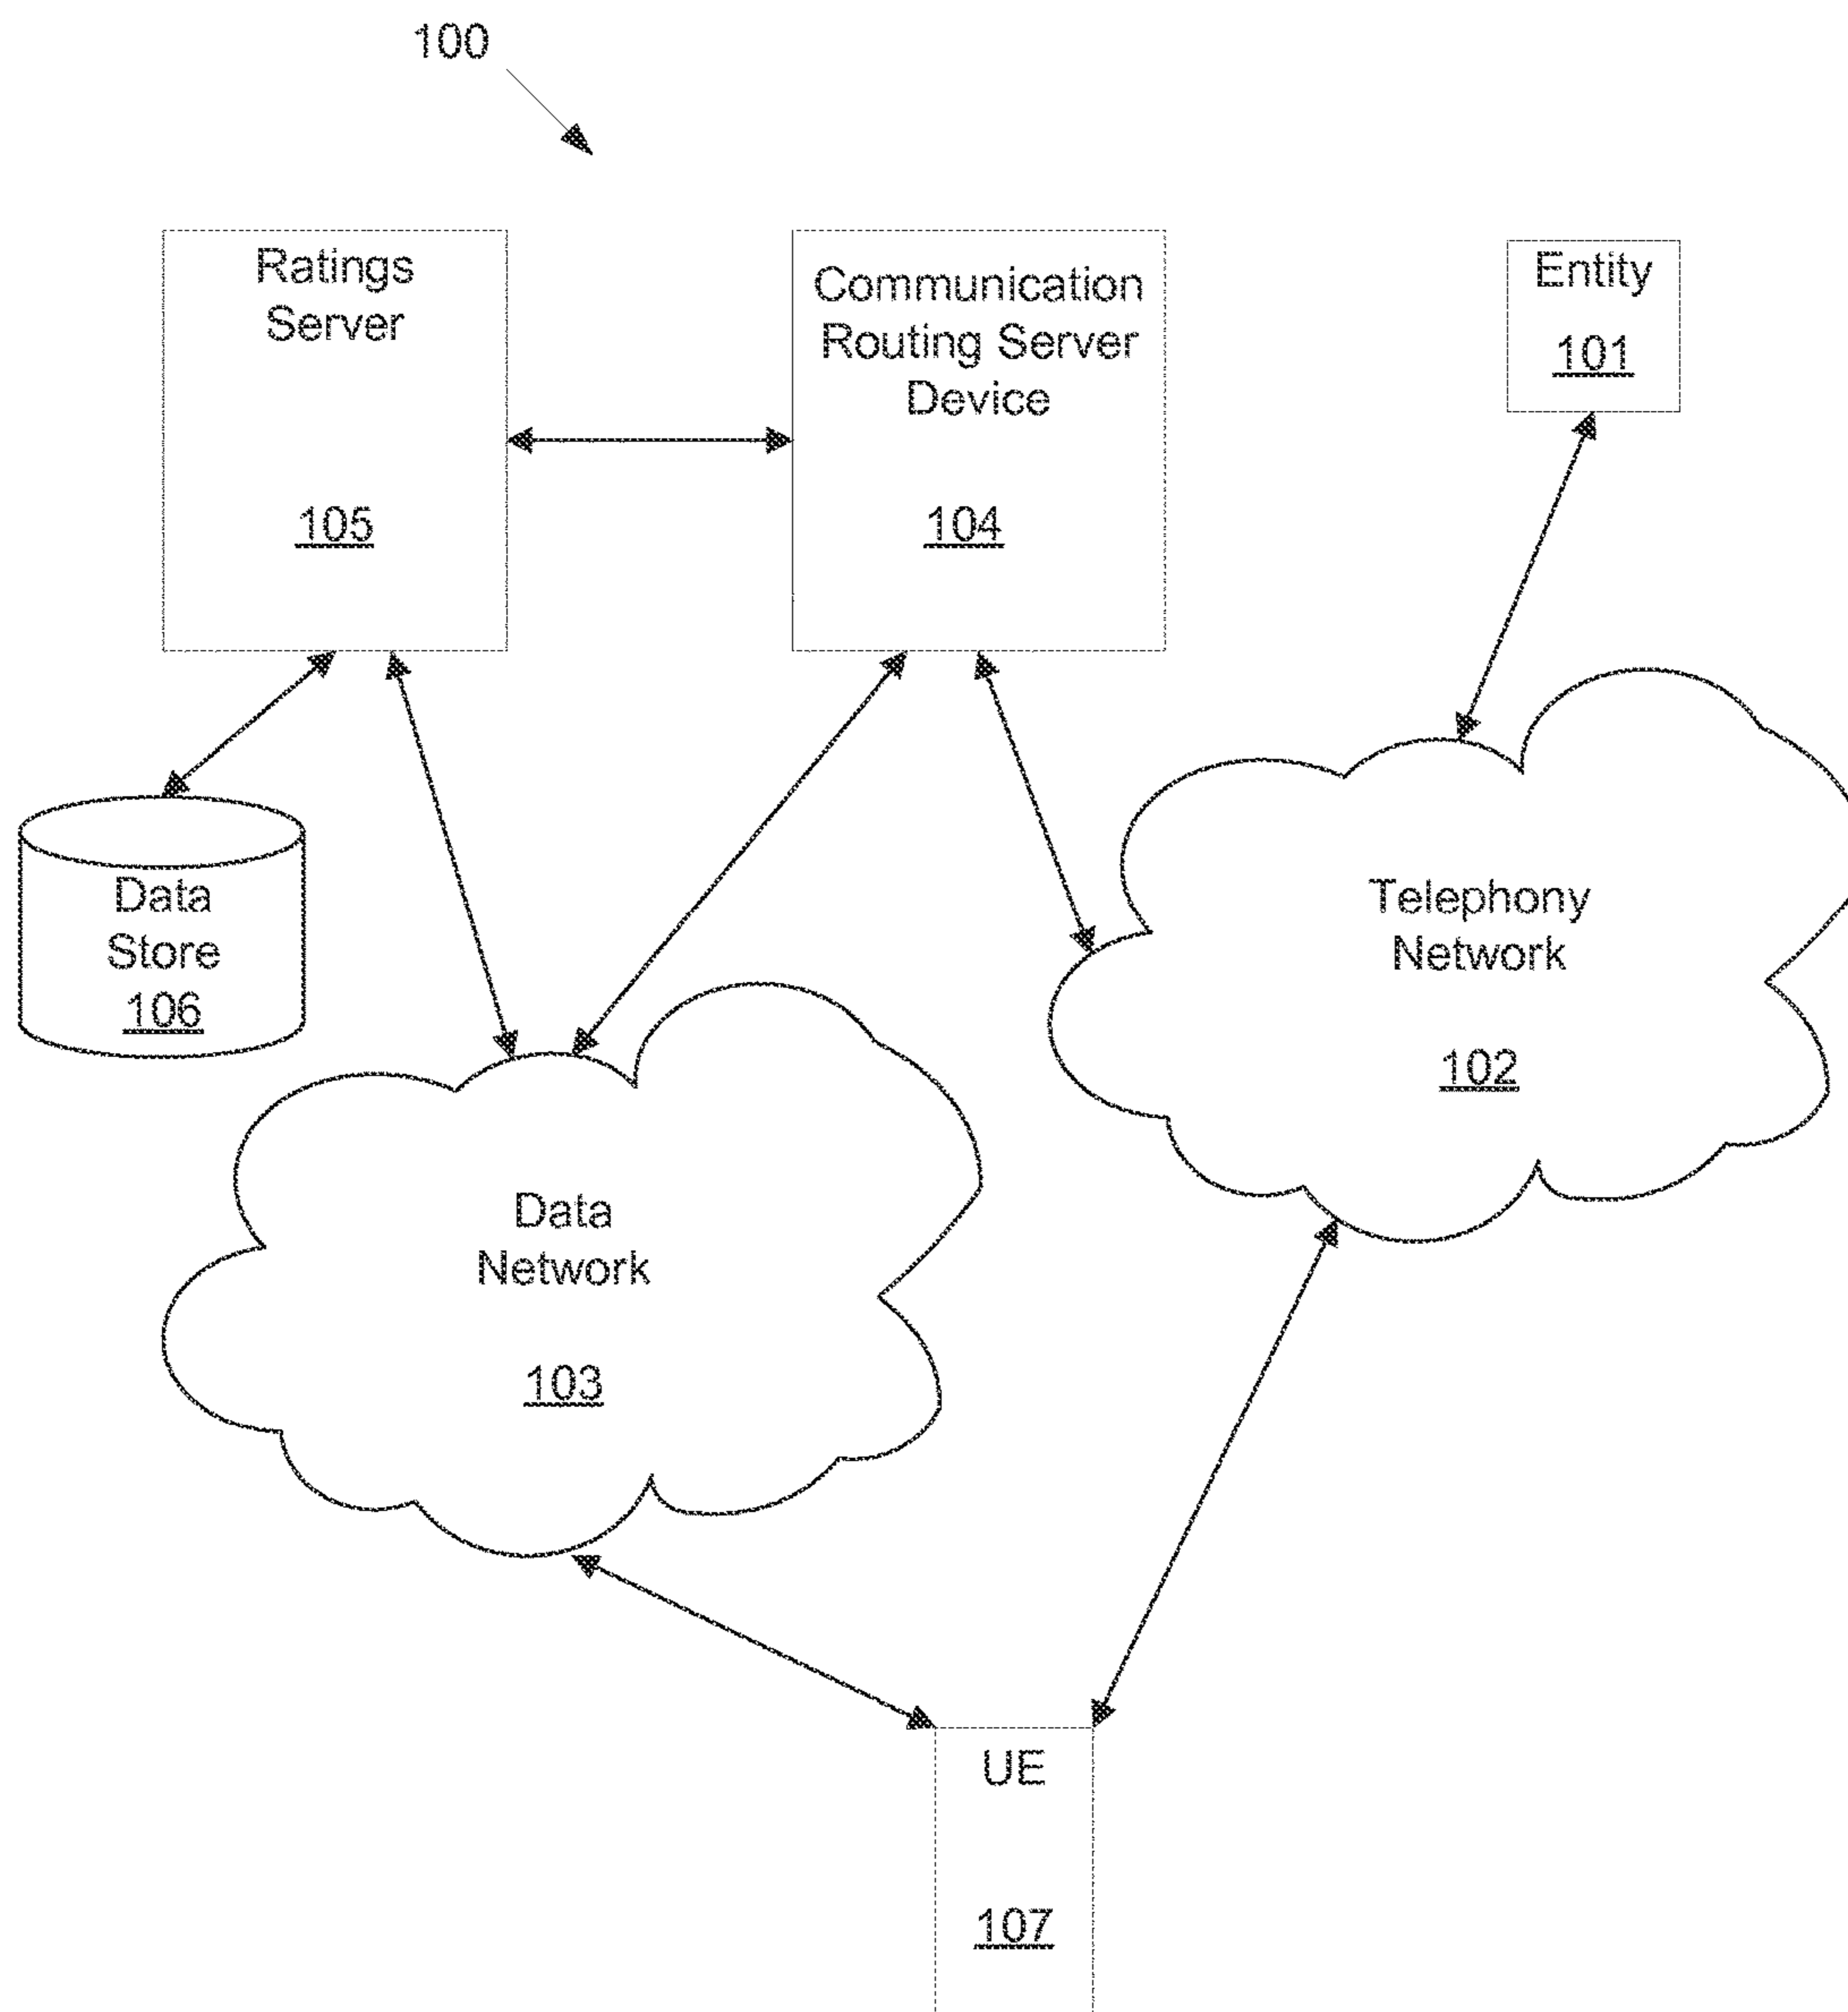 100
Ratings
Server
105
Communication
Routing Server
Device
104
Entity
101
Data
Store
106
Telephony
Network
102
Data
Network
103
UE
107